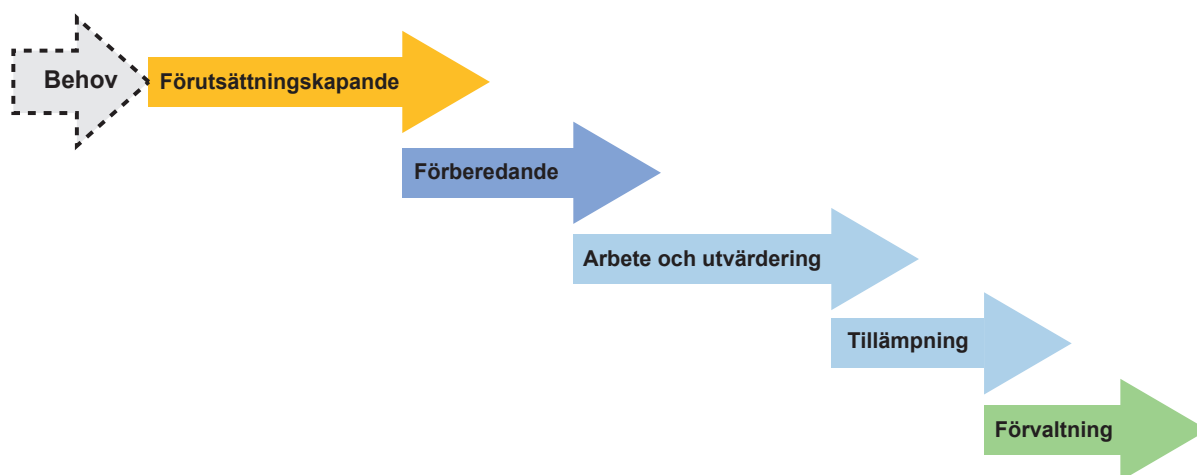 Behov
Förutsättningskapande
Förberedande
Arbete och utvärdering
Tillämpning
Förvaltning